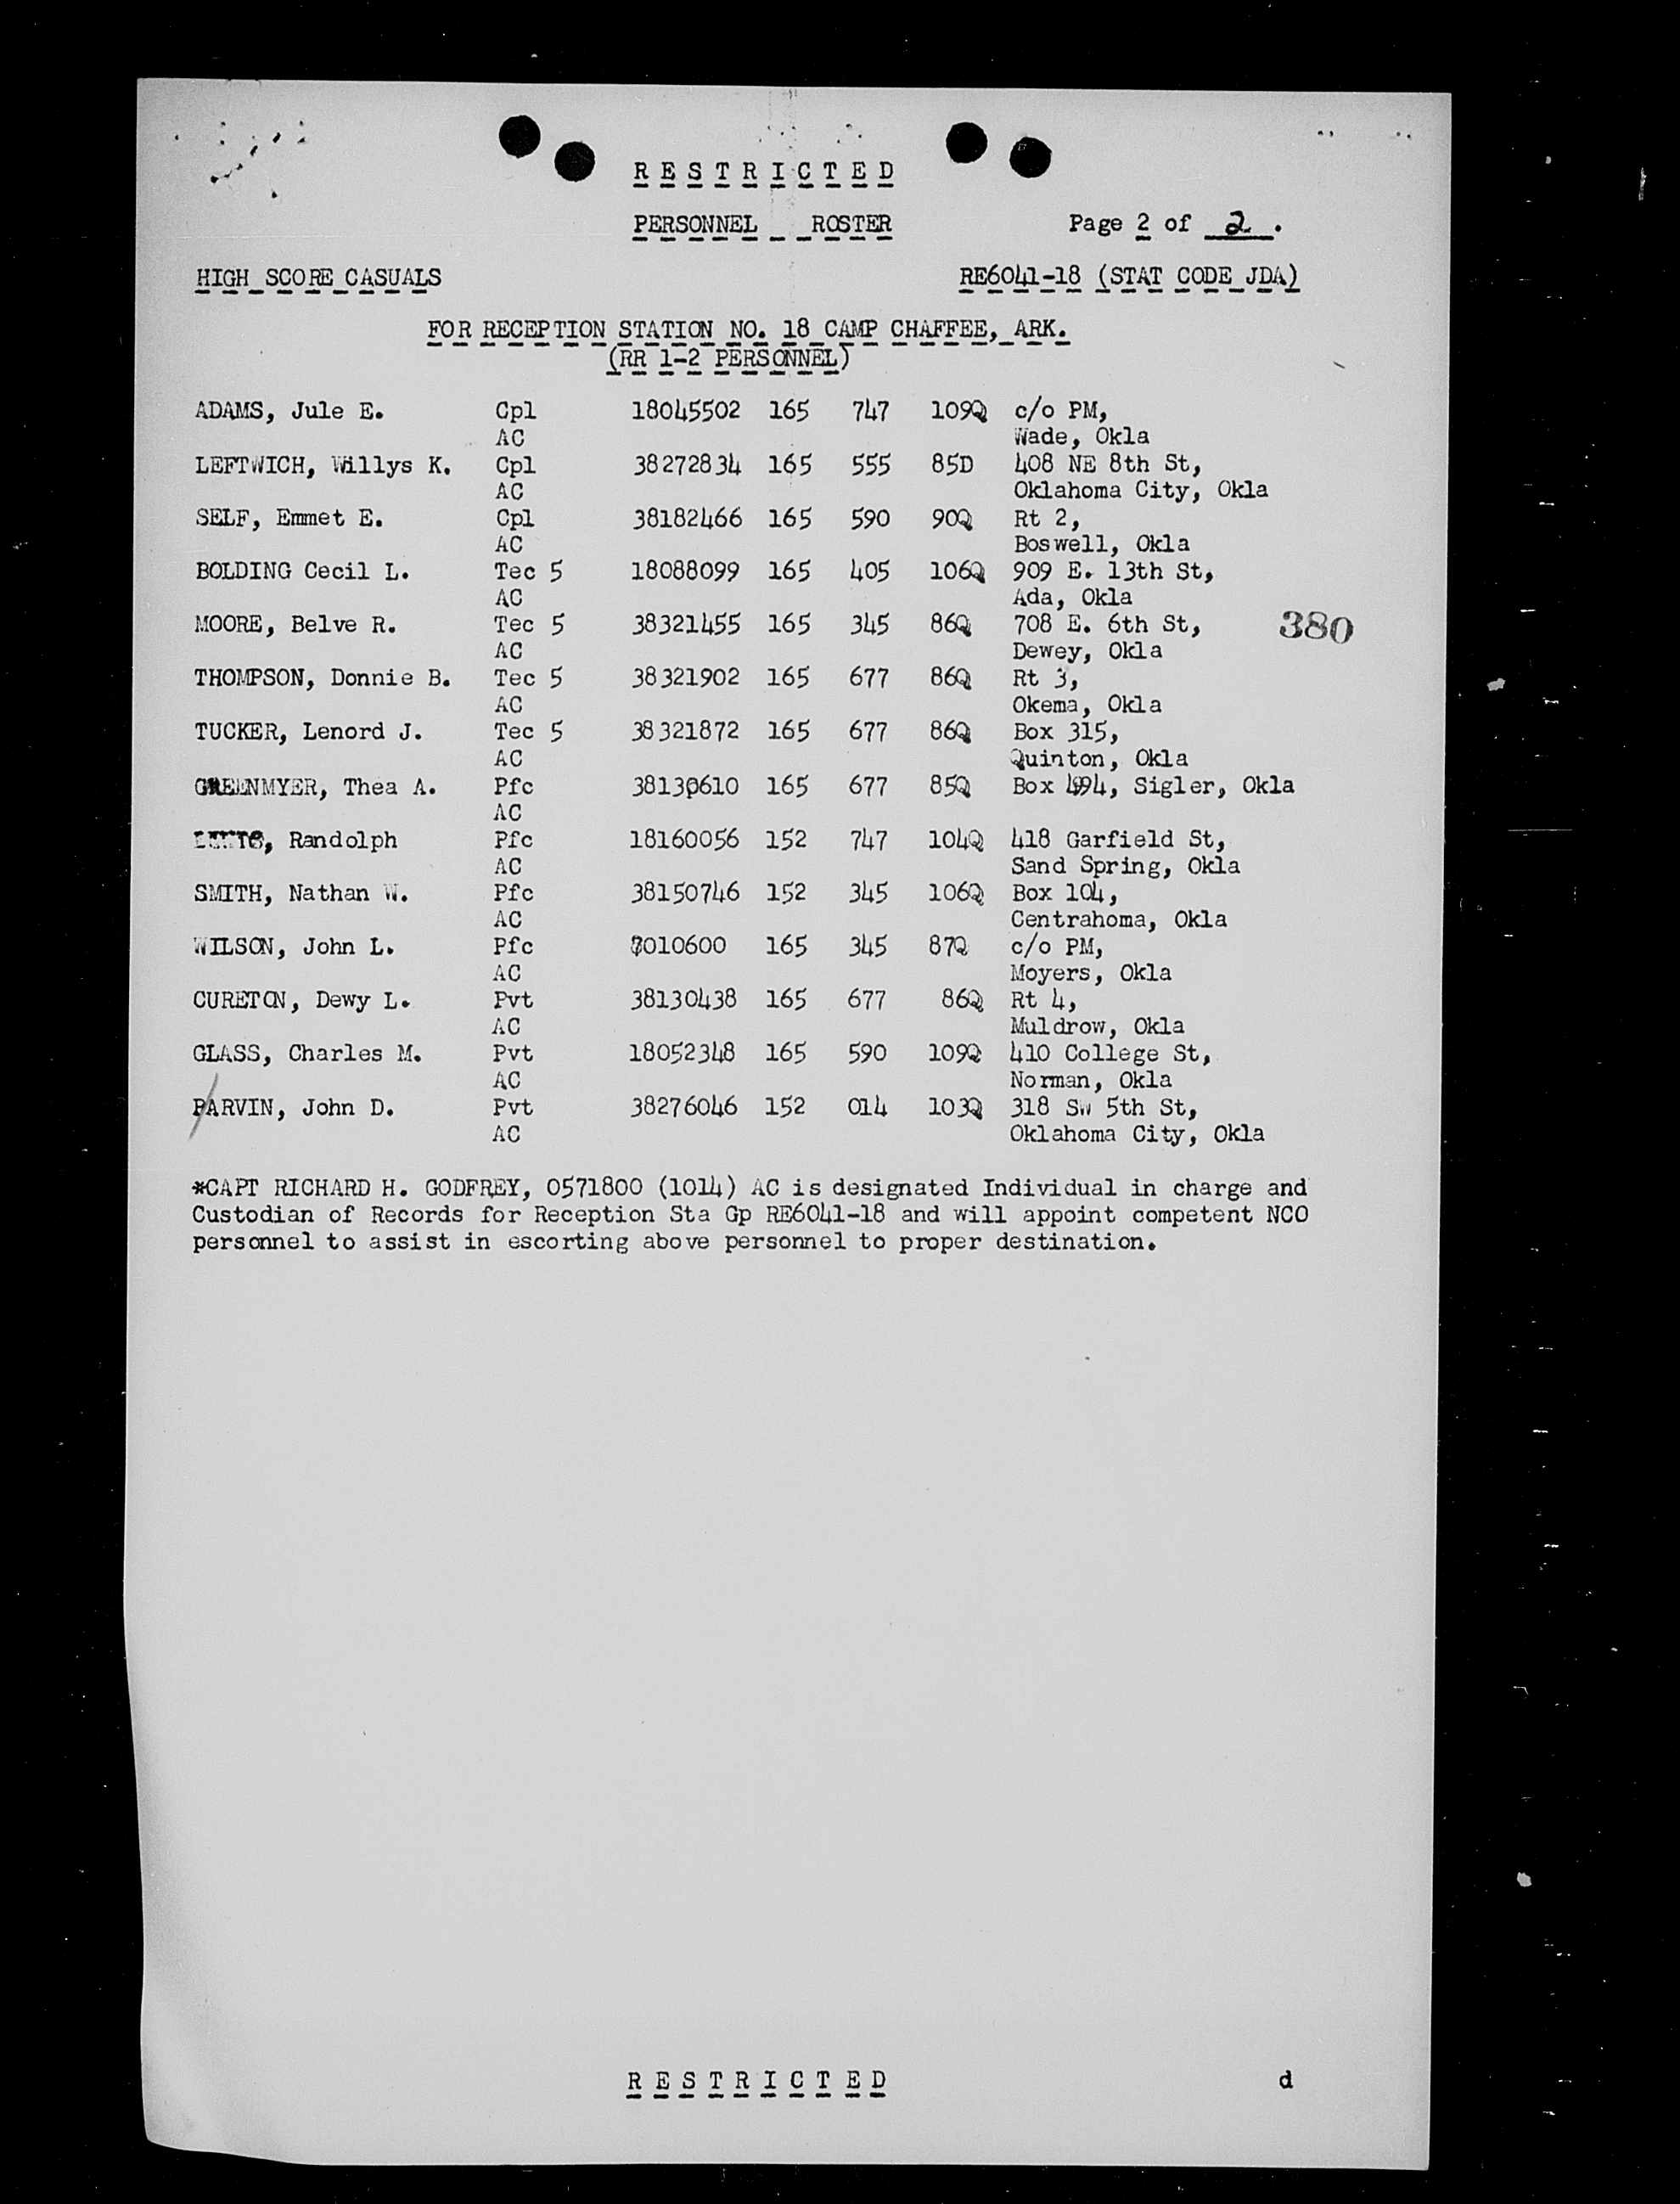 RESTRICTED
PERSONNEL ROSTER Page 2 of 2.
HIGH SCORE CASUALS RE6041-18 (STAT CODE JDA)
FOR RECEPTION STATION NO. 18 CAMP CHAFFEE, ARK.
(RR 1-2 PERSONNEL)
ADAMS, Jule E. Cpl 18045502 165 747 109Q c/o PM,
AC Wade, Okla
LEFTWICH, Willys K. Cpl 38272834 165 555 85D 408 NE 8th St,
AC Oklahoma City, Okla
SELF, Emmet E. Cpl 38182466 165 590 90Q Rt 2,
AC Boswell, Okla
BOLDING Cecil L. Tec 5 18088099 165 405 106Q 909 E. 13th St,
AC Ada, Okla
MOORE, Belve R. Tec 5 38321455 165 345 86Q 708 E. 6th St, 380
AC Dewey, Okla
THOMPSON, Donnie B. Tec 5 38321902 165 677 86Q Rt 3,
AC Okema, Okla
TUCKER, Lenord J. Tec 5 38321872 165 677 86Q Box 315,
AC Quinton, Okla
GREENMYER, Thea A. Pfc 38130610 165 677 85Q Box 494, Sigler, Okla
AC
Randolph Pfc 18160056 152 747 104Q 418 Garfield St,
AC Sand Spring, Okla
SMITH, Nathan W. Pfc 38150746 152 345 106Q Box 104,
AC Centrahoma, Okla
WILSON, John L. Pfc 165 345 87Q c/o PM,
AC Moyers, Okla
CURETON, Dewy L. Pvt 38130438 165 677 86Q Rt 4,
AC Muldrow, Okla
GLASS, Charles M. Pvt 18052348 165 590 109Q 410 College St,
AC Norman, Okla
PARVIN, John D. Pvt 38276046 152 014 103Q 318 SW 5th St,
AC Oklahoma City, Okla
*CAPT RICHARD H. GODFREY, 0571800 (1014) AC is designated Individual in charge and
Custodian of Records for Reception Sta Gp RE6041-18 and will appoint competent NCO
personnel to assist in escorting above personnel to proper destination.
RESTRICTED d